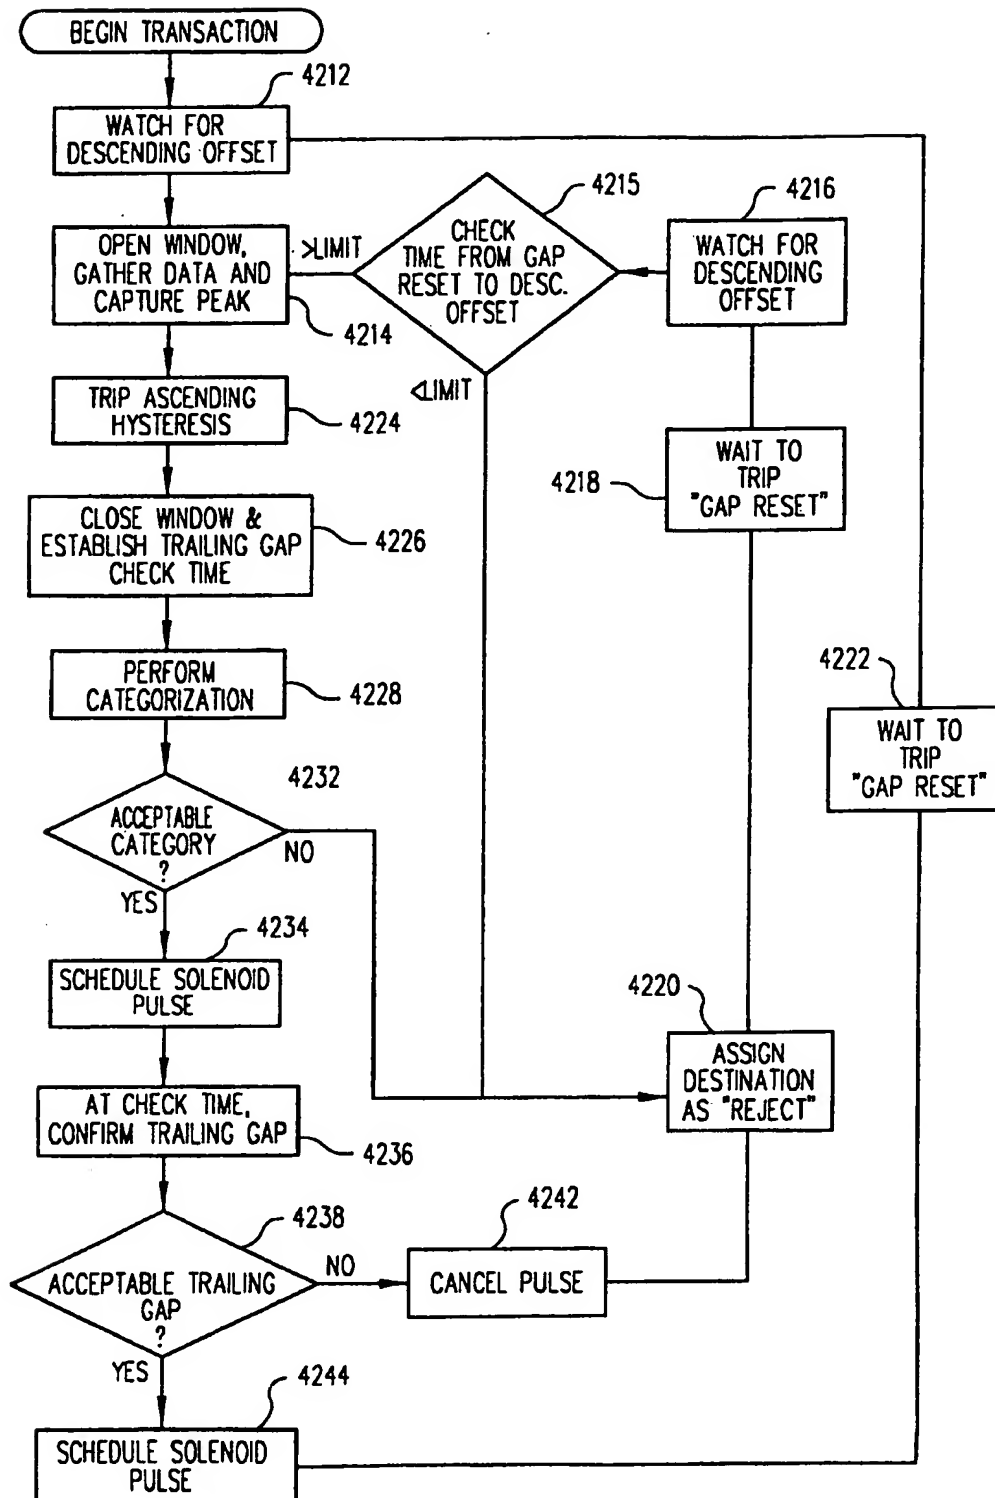 BEGIN TRANSACTION
4212
WATCH FOR
DESCENDING OFFSET
4215
CHECK
TIME FROM GAP
RESET TO DESC.
OFFSET
4216
WATCH FOR
DESCENDING
OFFSET
OPEN WINDOW,
GATHER DATA AND
CAPTURE PEAK
>LIMIT
4214
<LIMIT
TRIP ASCENDING
HYSTERESIS
4224
WAIT TO
TRIP
"GAP RESET"
4218
CLOSE WINDOW &
ESTABLISH TRAILING GAP
CHECK TIME
4226
PERFORM
CATEGORIZATION
4228
4222
WAIT TO
TRIP
"GAP RESET"
4232
ACCEPTABLE
CATEGORY
?
NO
YES
4234
SCHEDULE SOLENOID
PULSE
4220
ASSIGN
DESTINATION
AS "REJECT"
AT CHECK TIME,
CONFIRM TRAILING GAP
4236
4238
ACCEPTABLE TRAILING
GAP
?
NO
4242
CANCEL PULSE
YES
4244
SCHEDULE SOLENOID
PULSE